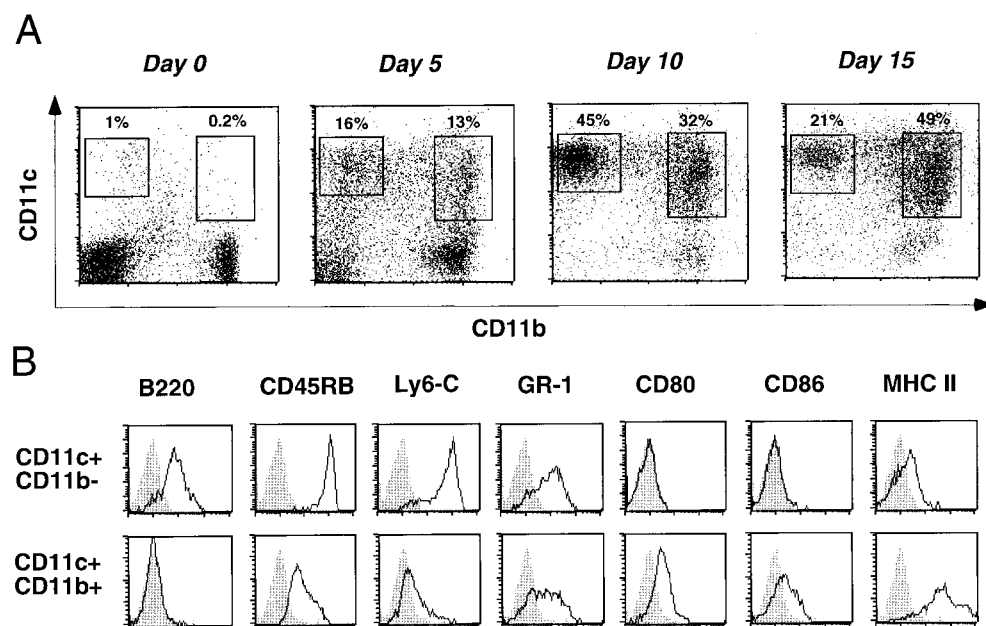 A
Day 0 Day 5 Day 10 Day 15
1% 0.2% 16% 13% 45% 32% 21% 49%
CD11c
CD11b
B
B220 CD45RB Ly6-C GR-1 CD80 CD86 MHC II
CD11c+
CD11b-
CD11c+
CD11b+